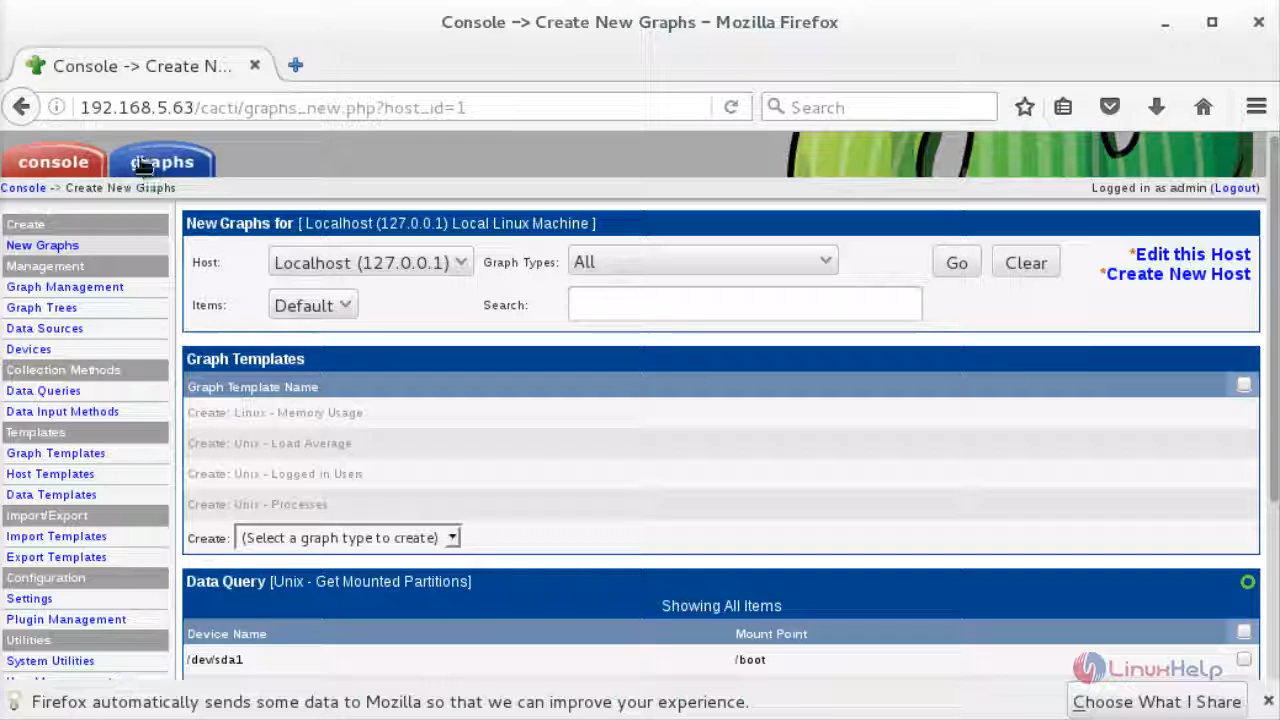 Console -> Create New Graphs - Mozilla Firefox
Console -> Create N...
192.168.5.63/cacti/graphs_new.php?host_id=1
Search
console
graphs
Console -> Create New Graphs
Logged in as admin (Logout)
Create
New Graphs
Management
Graph Management
Graph Trees
Data Sources
Devices
Collection Methods
Data Queries
Data Input Methods
Templates
Graph Templates
Host Templates
Data Templates
Import/Export
Import Templates
Export Templates
Configuration
Settings
Plugin Management
Utilities
System Utilities
New Graphs for [ Localhost (127.0.0.1) Local Linux Machine ]
Host: Localhost (127.0.0.1) Graph Types: All Go Clear
*Edit this Host
*Create New Host
Items: Default Search:
Graph Templates
Graph Template Name
Create: Linux - Memory Usage
Create: Unix - Load Average
Create: Unix - Logged in Users
Create: Unix - Processes
Create: (Select a graph type to create)
Data Query [Unix - Get Mounted Partitions]
Showing All Items
Device Name Mount Point
/dev/sda1 /boot
LinuxHelp
Firefox automatically sends some data to Mozilla so that we can improve your experience.
Choose What I Share